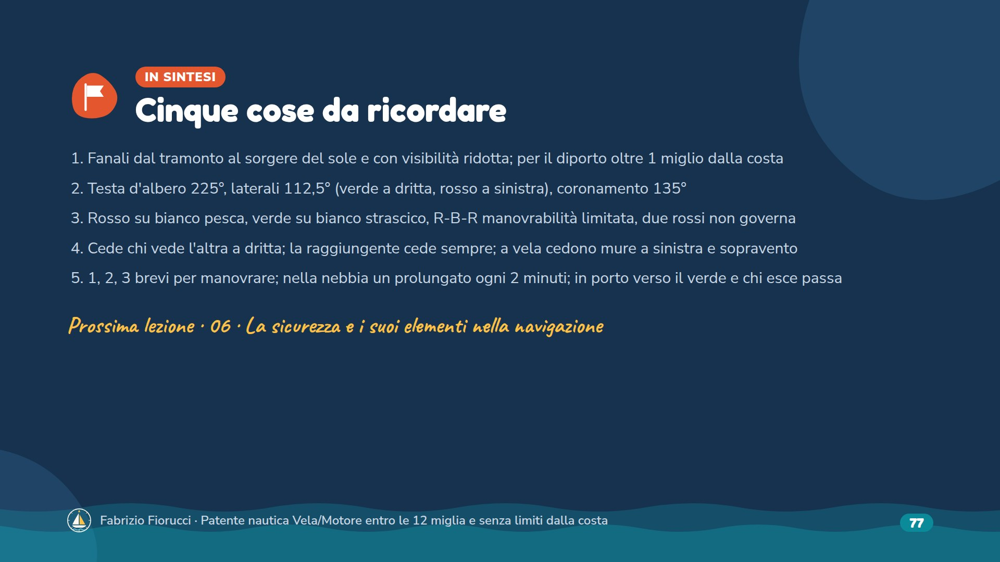 IN SINTESI
Cinque cose da ricordare
1. Fanali dal tramonto al sorgere del sole e con visibilità ridotta; per il diporto oltre 1 miglio dalla costa
2. Testa d'albero 225°, laterali 112,5° (verde a dritta, rosso a sinistra), coronamento 135°
3. Rosso su bianco pesca, verde su bianco strascico, R-B-R manovrabilità limitata, due rossi non governa
4. Cede chi vede l'altra a dritta; la raggiungente cede sempre; a vela cedono mure a sinistra e sopravento
5. 1, 2, 3 brevi per manovrare; nella nebbia un prolungato ogni 2 minuti; in porto verso il verde e chi esce passa
Prossima lezione · 06 · La sicurezza e i suoi elementi nella navigazione
Fabrizio Fiorucci · Patente nautica Vela/Motore entro le 12 miglia e senza limiti dalla costa
77